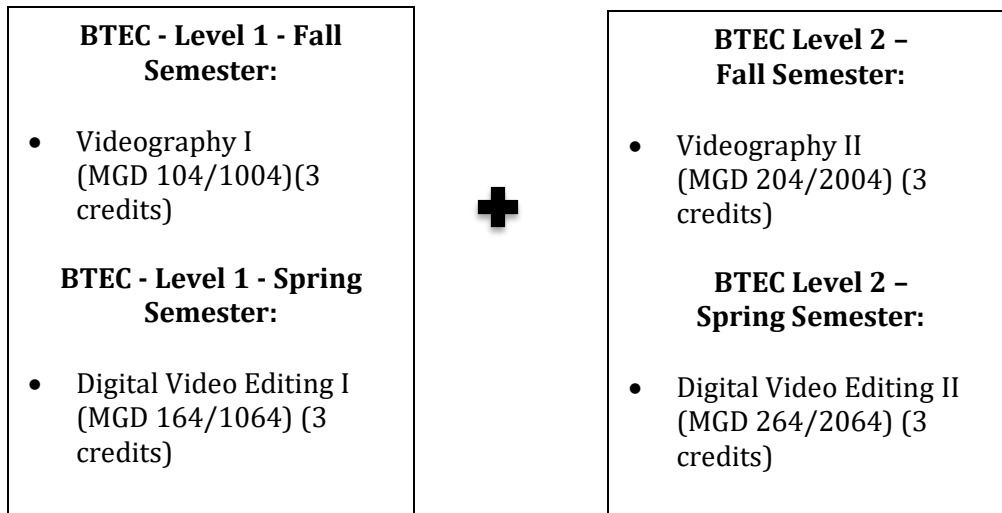 BTEC - Level 1 - Fall
Semester:
• Videography I
(MGD 104/1004)(3
credits)
BTEC - Level 1 - Spring
Semester:
• Digital Video Editing I
(MGD 164/1064) (3
credits)
BTEC Level 2 –
Fall Semester:
• Videography II
(MGD 204/2004) (3
credits)
BTEC Level 2 –
Spring Semester:
• Digital Video Editing II
(MGD 264/2064) (3
credits)